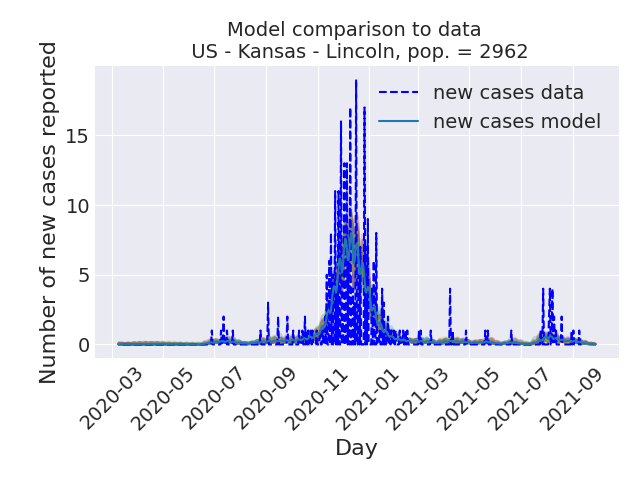 Model comparison to data
US - Kansas - Lincoln, pop. = 2962
Number of new cases reported
15
10
5
0
new cases data
new cases model
2020-03
2020-05
2020-07
2020-09
2020-11
2021-01
2021-03
2021-05
2021-07
2021-09
Day